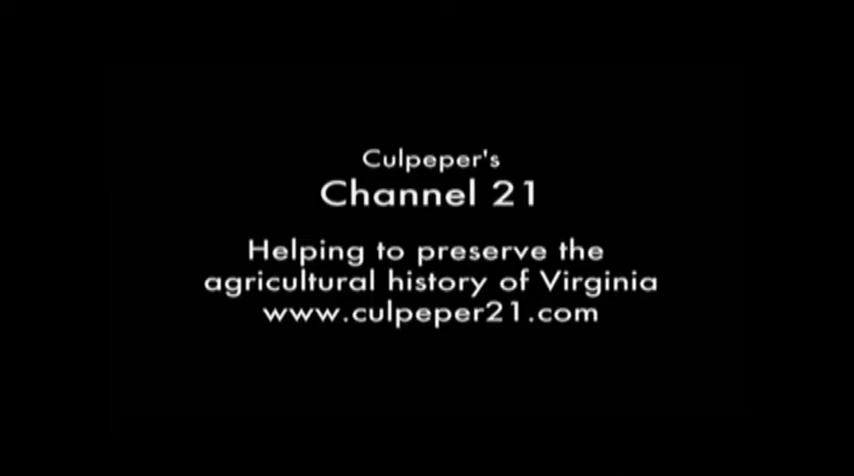 Culpeper's
Channel 21
Helping to preserve the
agricultural history of Virginia
www.culpeper21.com